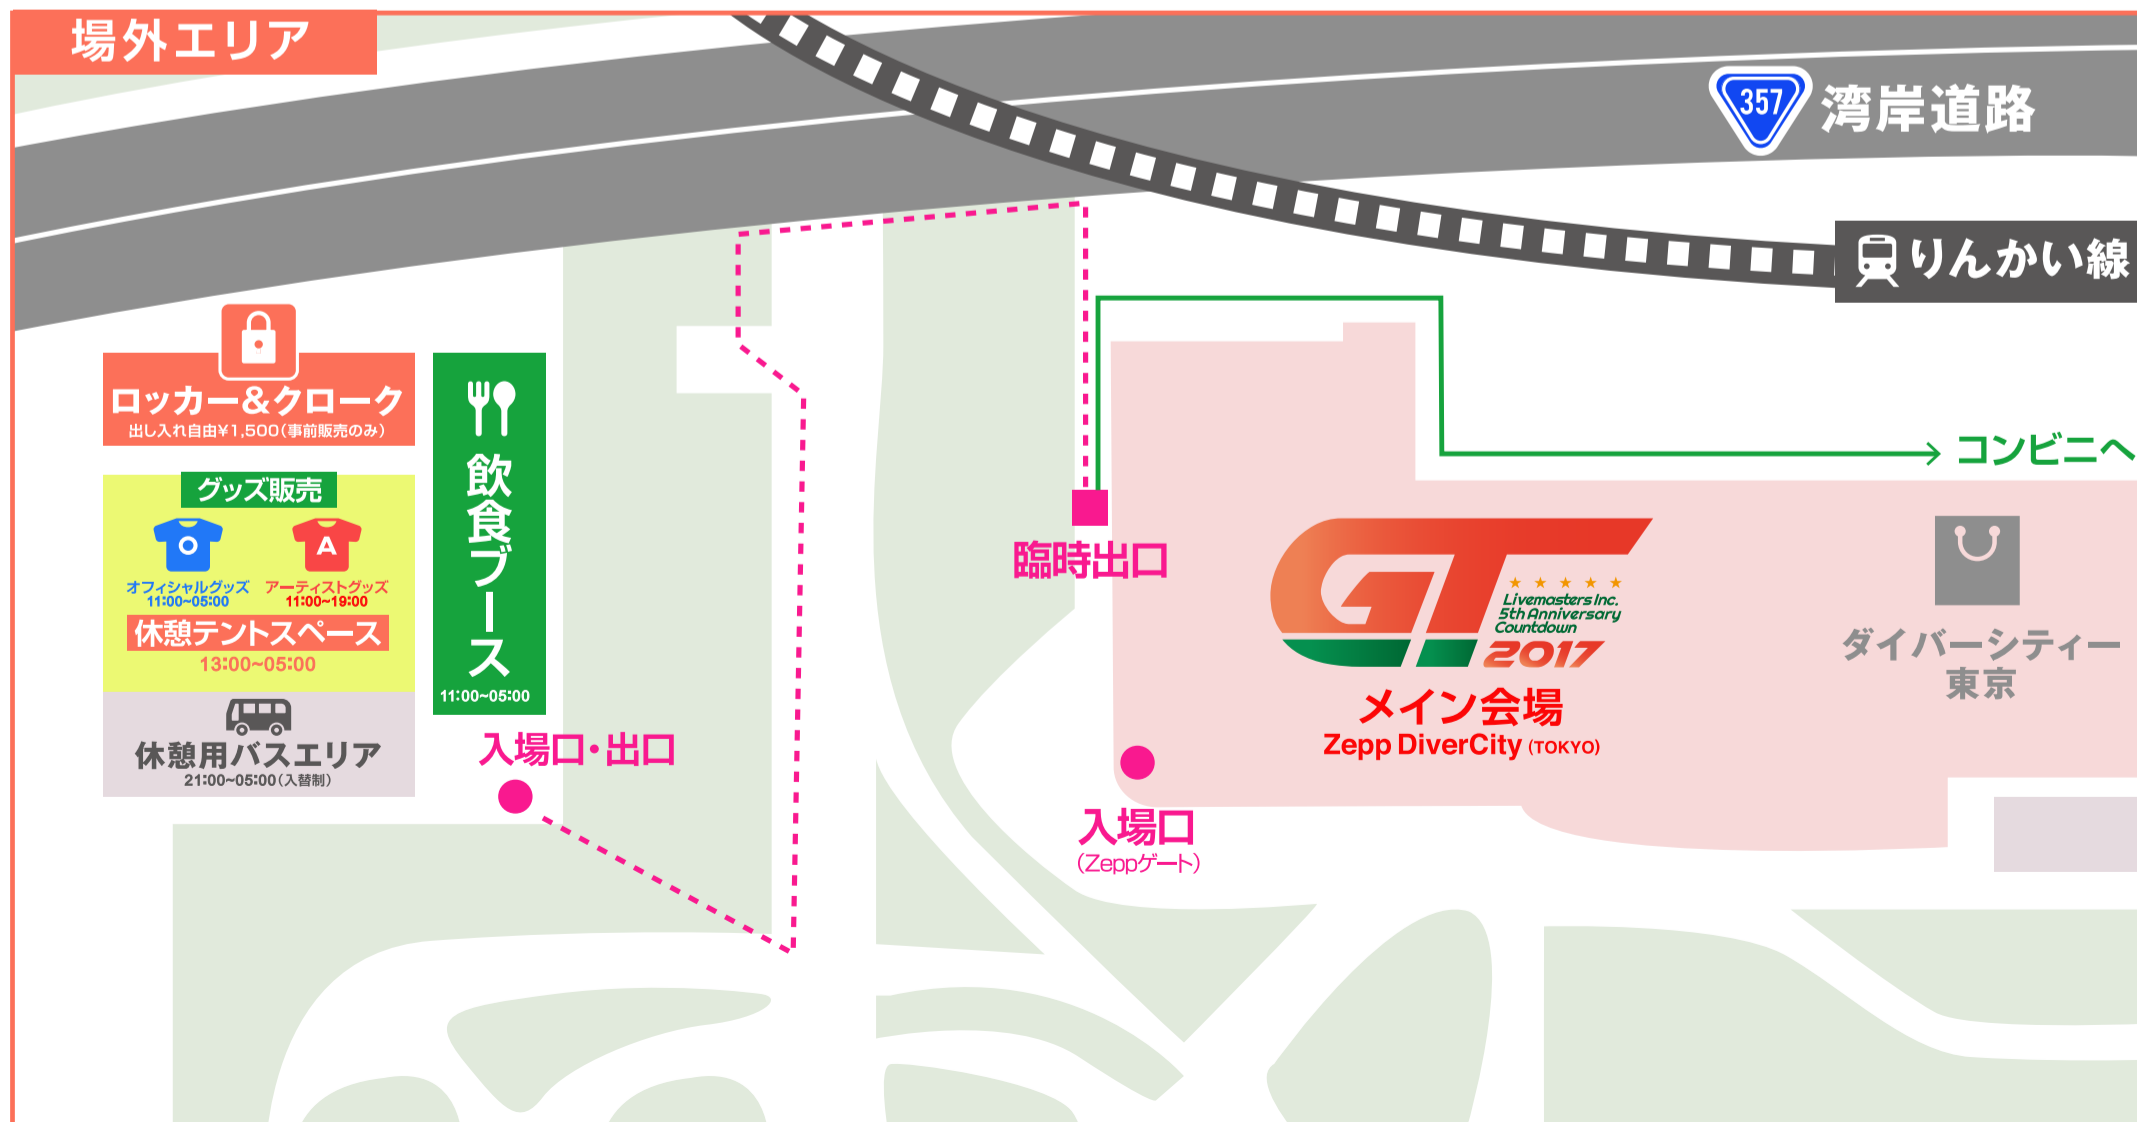 場外エリア
357
湾岸道路
りんかい線
ロッカー&クローク
出し入れ自由¥1,500(事前販売のみ)
グッズ販売
O
A
オフィシャルグッズ
11:00~05:00
アーティストグッズ
11:00~19:00
休憩テントスペース
13:00~05:00
休憩用バスエリア
21:00~05:00(入替制)
飲食ブース
11:00~05:00
入場口・出口
臨時出口
コンビニへ
GT
Livemasters Inc.
5th Anniversary
Countdown
2017
メイン会場
Zepp DiverCity (TOKYO)
入場口
(Zeppゲート)
ダイバーシティー
東京